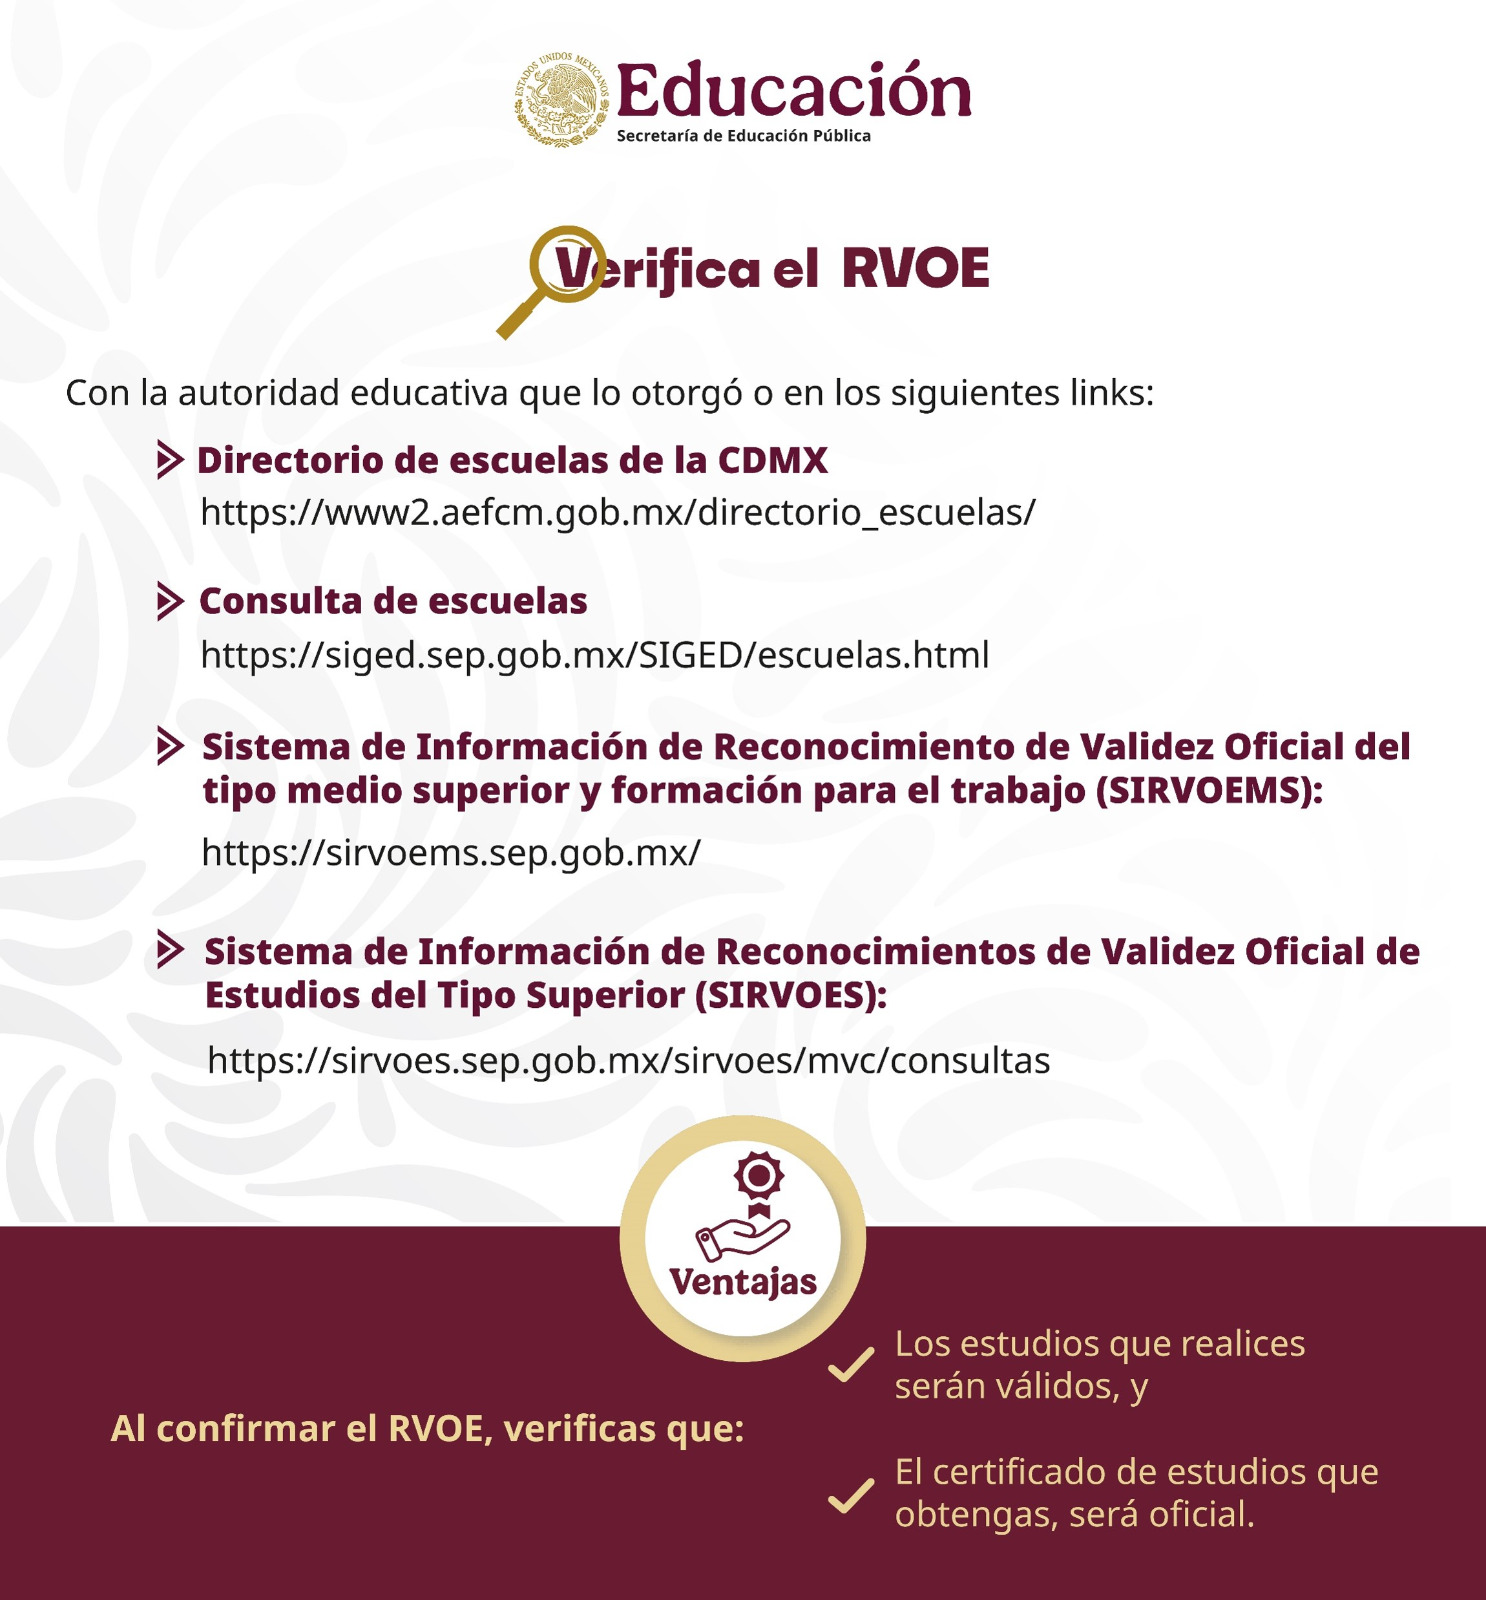 ESTADOS UNIDOS MEXICANOS
Educación
Secretaría de Educación Pública
Verifica el RVOE
Con la autoridad educativa que lo otorgó o en los siguientes links:
Directorio de escuelas de la CDMX
https://www2.aefcm.gob.mx/directorio_escuelas/
Consulta de escuelas
https://siged.sep.gob.mx/SIGED/escuelas.html
Sistema de Información de Reconocimiento de Validez Oficial del
tipo medio superior y formación para el trabajo (SIRVOEMS):
https://sirvoems.sep.gob.mx/
Sistema de Información de Reconocimientos de Validez Oficial de
Estudios del Tipo Superior (SIRVOES):
https://sirvoes.sep.gob.mx/sirvoes/mvc/consultas
Ventajas
Al confirmar el RVOE, verificas que:
Los estudios que realices
serán válidos, y
El certificado de estudios que
obtengas, será oficial.